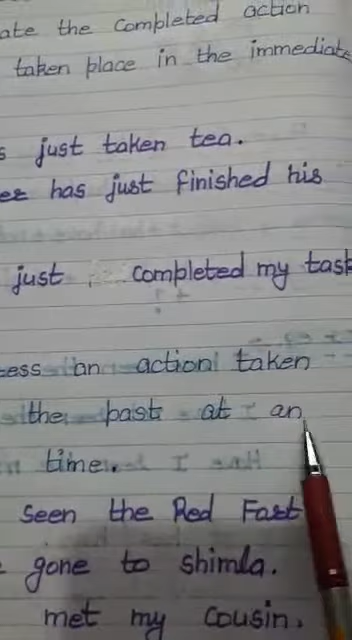 ate the completed action
taken place in the immediate
s just taken tea.
er has just finished his
just completed my task
ess an action taken
the past at an
n time.
seen the Red Fort
gone to shimla.
met my cousin.